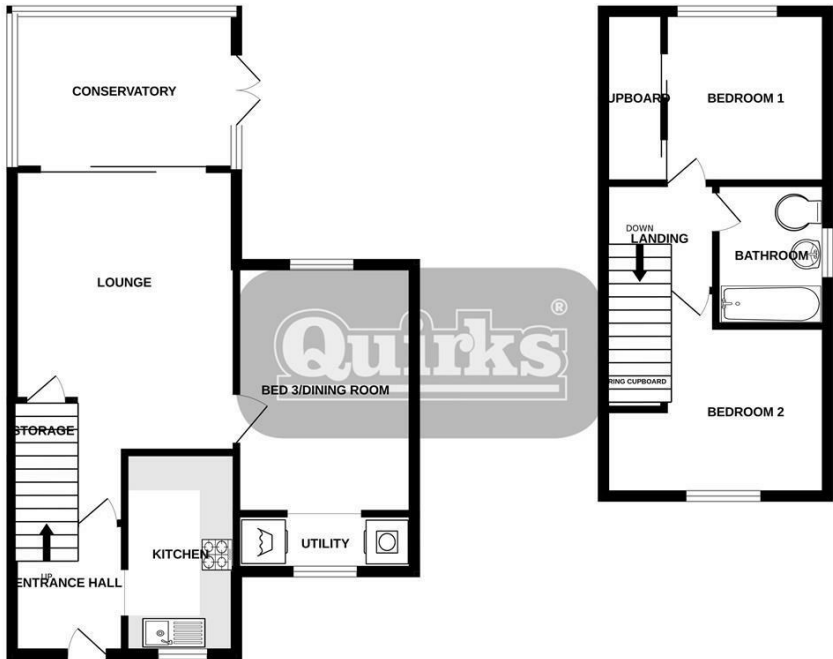 CONSERVATORY
LOUNGE
Quirks®
BED 3/DINING ROOM
STORAGE
UP
ENTRANCE HALL
KITCHEN
UTILITY
UPBOARD
BEDROOM 1
DOWN
LANDING
BATHROOM
RING CUPBOARD
BEDROOM 2